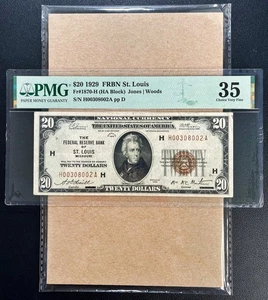 PMG
PAPER MONEY GUARANTY
$20 1929 FRBN St. Louis
Fr#1870-H (HA Block) Jones | Woods
S/N H00308002A pp D
35
Choice Very Fine
NATIONAL CURRENCY
THE UNITED STATES OF AMERICA
20
20
H
H00308002A
THE
FEDERAL RESERVE BANK
OF
ST. LOUIS
MISSOURI
H
H00308002A
H
H
TWENTY DOLLARS
20
20
TWENTY DOLLARS